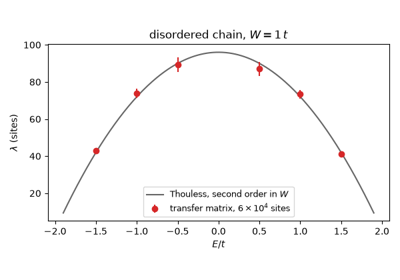 disordered chain, W = 1 t
100
80
60
40
20
λ (sites)
Thouless, second order in W
transfer matrix, 6 × 10⁴ sites
−2.0 −1.5 −1.0 −0.5 0.0 0.5 1.0 1.5 2.0
E/t